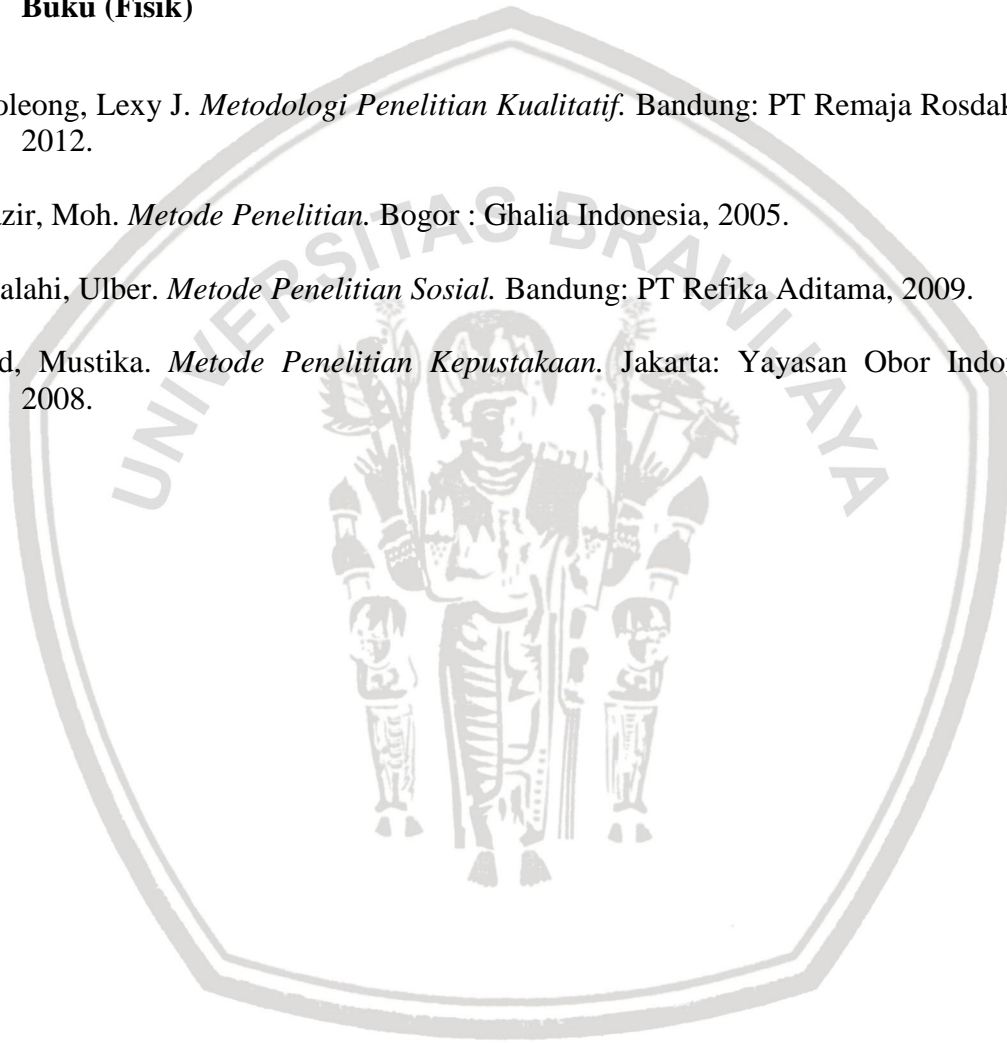 Buku (Fisik)
oleong, Lexy J. Metodologi Penelitian Kualitatif. Bandung: PT Remaja Rosdak
2012.
azir, Moh. Metode Penelitian. Bogor : Ghalia Indonesia, 2005.
alahi, Ulber. Metode Penelitian Sosial. Bandung: PT Refika Aditama, 2009.
d, Mustika. Metode Penelitian Kepustakaan. Jakarta: Yayasan Obor Indon
2008.
UNIVERSITAS BRAWIJAYA